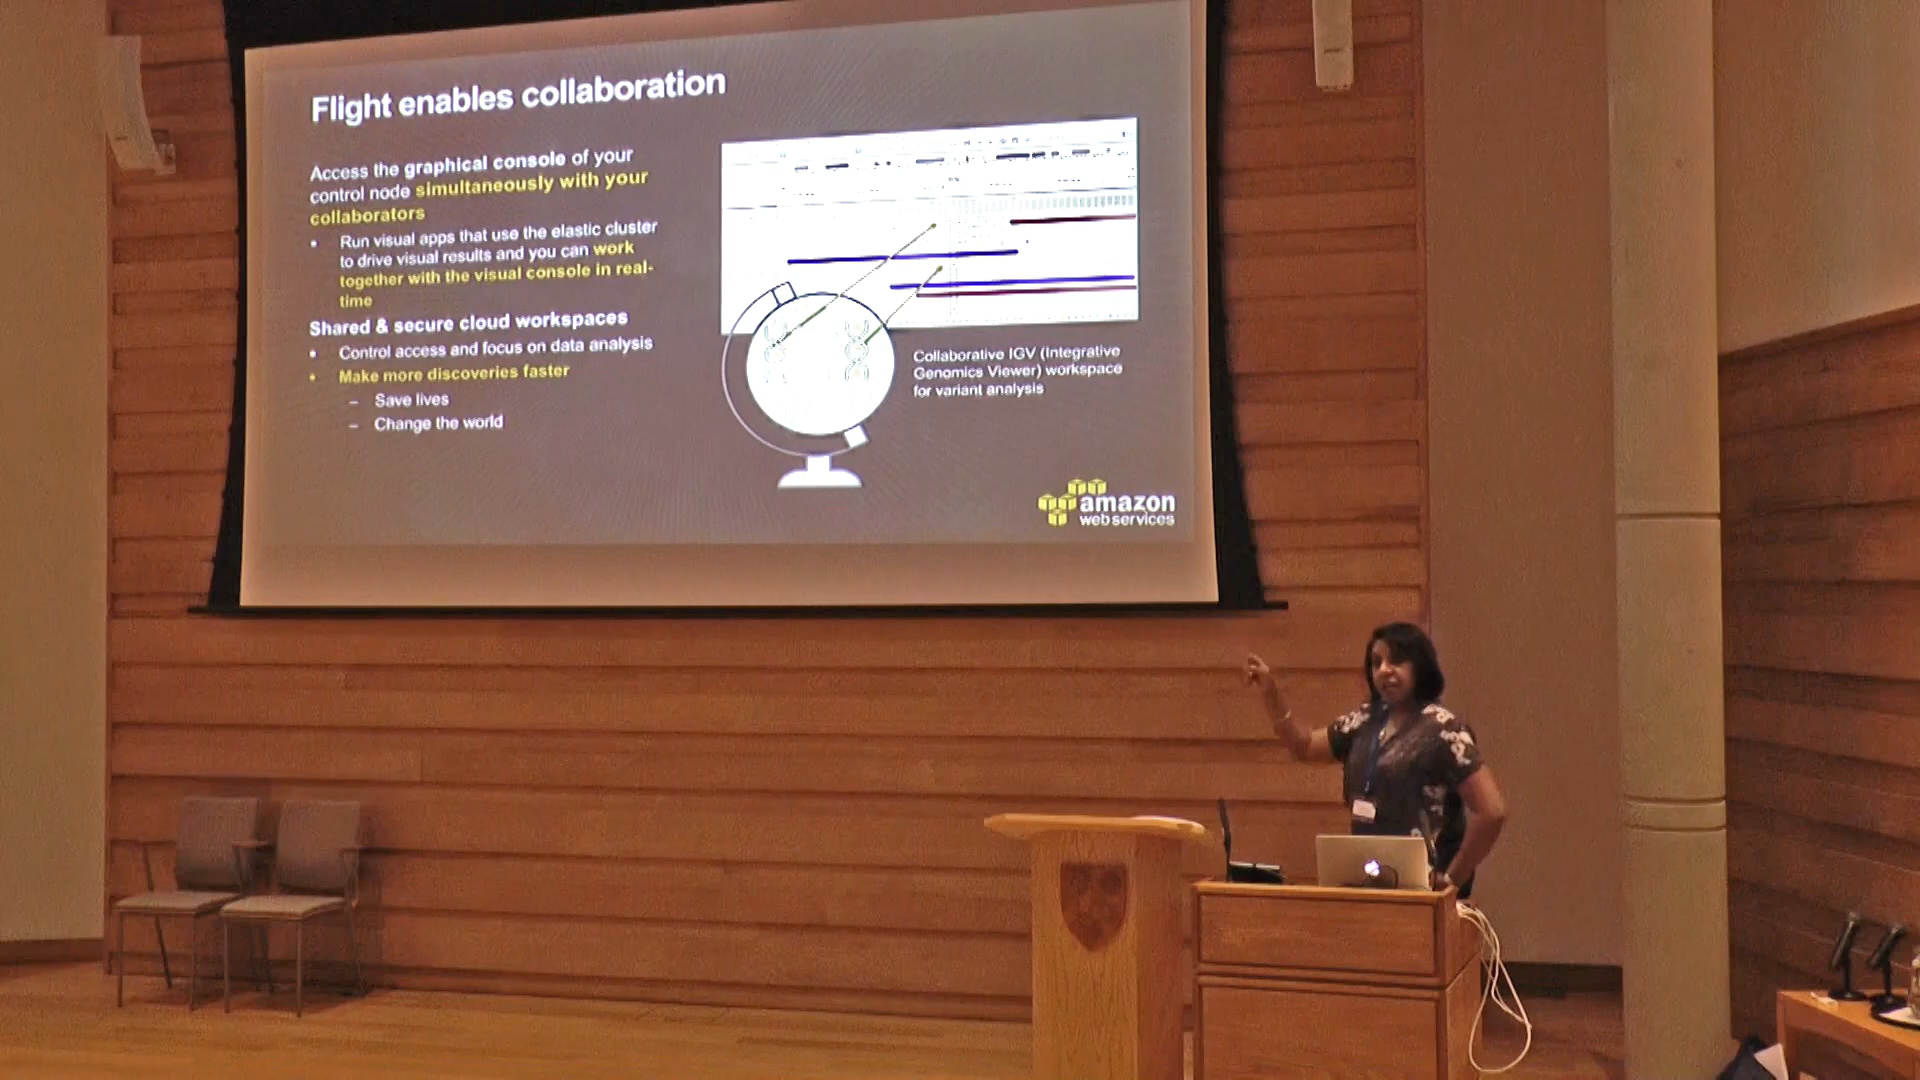 Flight enables collaboration
Access the graphical console of your
control node simultaneously with your
collaborators
• Run visual apps that use the elastic cluster
to drive visual results and you can work
together with the visual console in real-
time
Shared & secure cloud workspaces
• Control access and focus on data analysis
• Make more discoveries faster
– Save lives
– Change the world
Collaborative IGV (Integrative
Genomics Viewer) workspace
for variant analysis
amazon
webservices